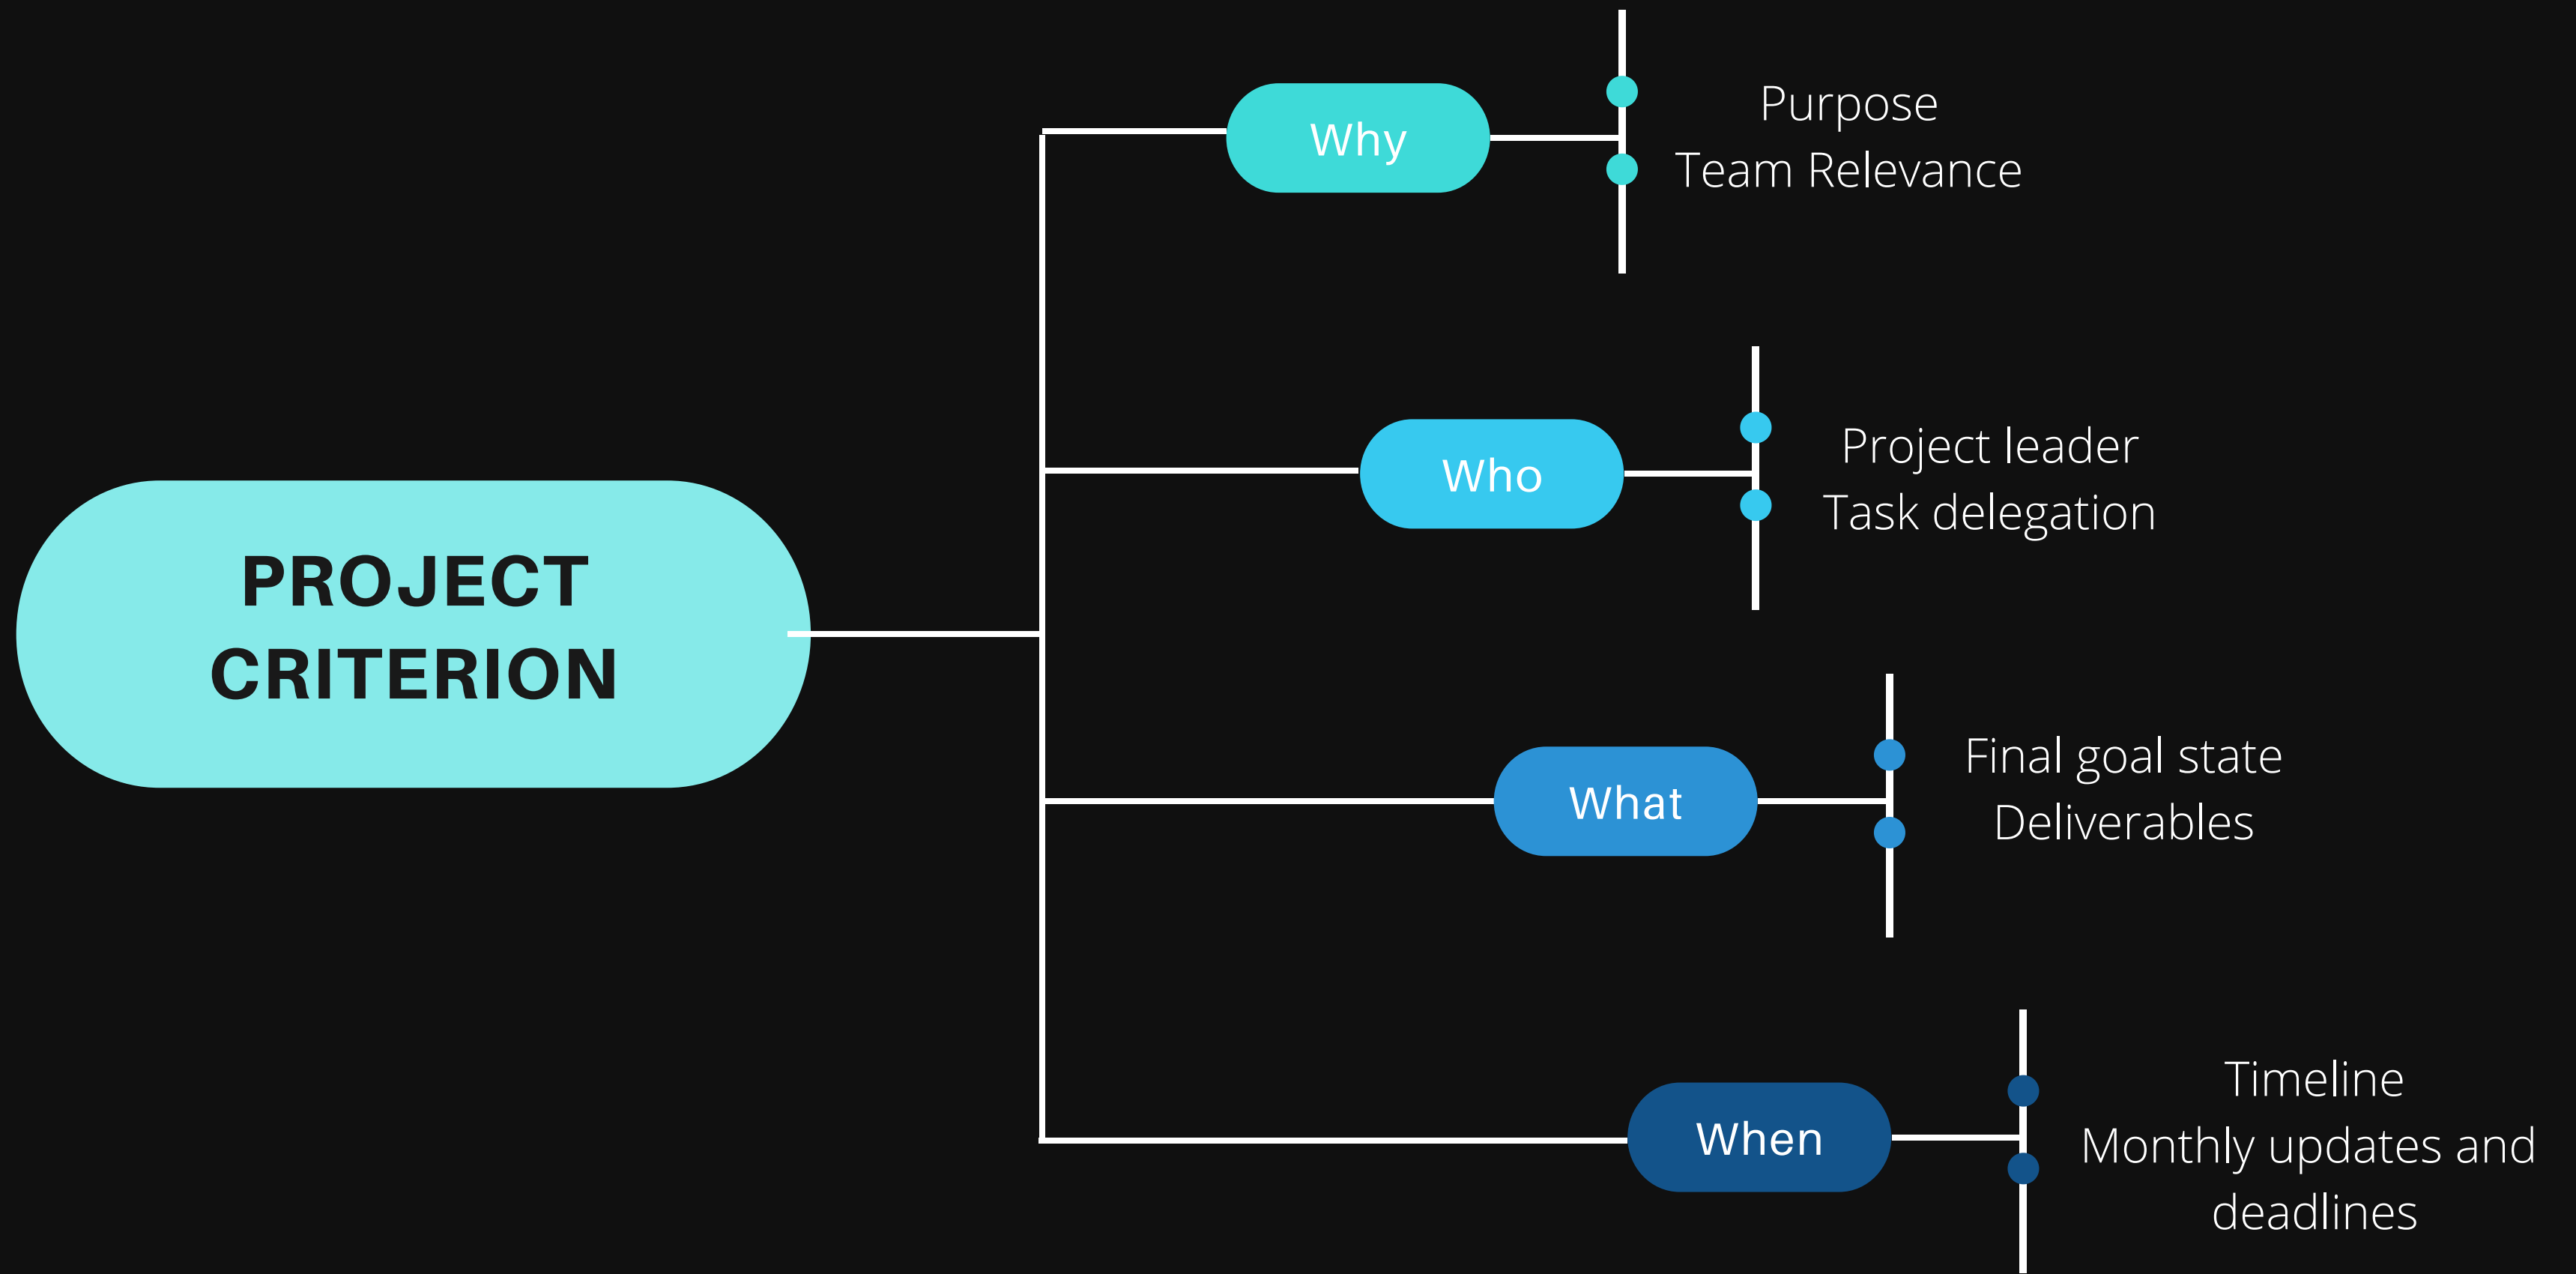 PROJECT
CRITERION
Why
Purpose
Team Relevance
Who
Project leader
Task delegation
What
Final goal state
Deliverables
When
Timeline
Monthly updates and
deadlines